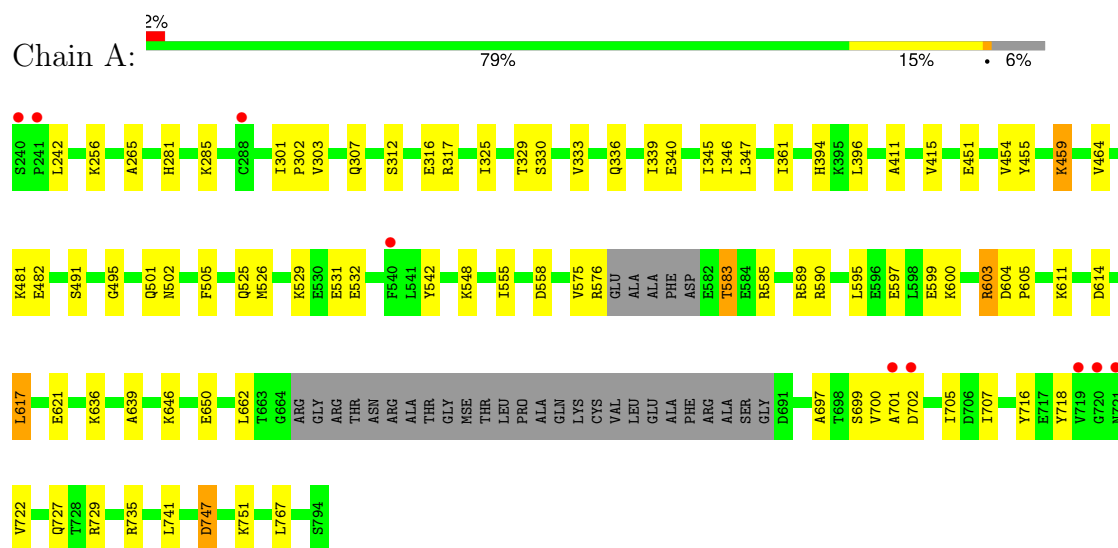 2%
Chain A:
79% 15% • 6%
S240 P241 L242 K256 A265 H281 K285 C288 I301 P302 V303 Q307 S312 E316 R317 I325 T329 S330 V333 Q336 I339 E340 I345 I346 L347 I361 H394 K395 L396 A411 V415 E451 V454 Y455 K459 V464
K481 E482 S491 G495 Q501 N502 F505 Q525 M526 K529 E530 E531 E532 F540 L541 Y542 K548 I555 D558 V575 R576 GLU ALA ALA PHE ASP E582 T583 E584 R585 R589 R590 L595 E596 E597 L598 E599 K600 R603 D604 P605 K611 D614
L617 E621 K636 A639 K646 E650 L662 T663 G664 ARG GLY ARG THR ASN ARG ALA THR GLY MSE THR LEU PRO ALA GLN LYS CYS VAL LEU GLU ALA PHE ARG ALA SER GLY D691 A697 T698 S699 V700 A701 D702 I705 D706 I707 Y716 E717 Y718 V719 G720 N721
V722 Q727 T728 R729 R735 L741 D747 K751 L767 S794